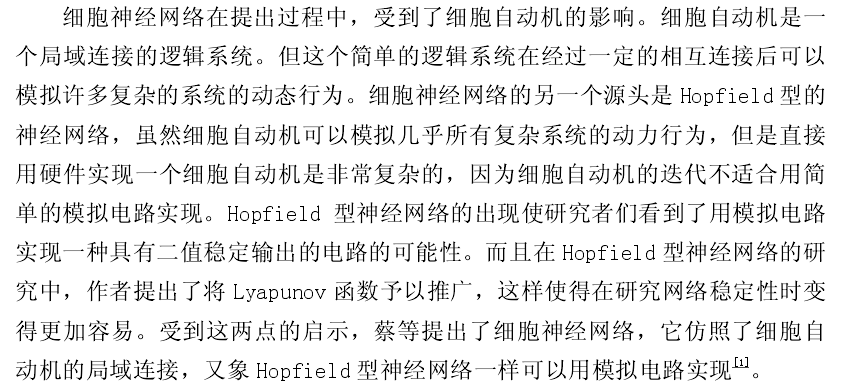 细胞神经网络在提出过程中，受到了细胞自动机的影响。细胞自动机是一
个局域连接的逻辑系统。但这个简单的逻辑系统在经过一定的相互连接后可以
模拟许多复杂的系统的动态行为。细胞神经网络的另一个源头是 Hopfield 型的
神经网络，虽然细胞自动机可以模拟几乎所有复杂系统的动力行为，但是直接
用硬件实现一个细胞自动机是非常复杂的，因为细胞自动机的迭代不适合用简
单的模拟电路实现。Hopfield 型神经网络的出现使研究者们看到了用模拟电路
实现一种具有二值稳定输出的电路的可能性。而且在 Hopfield 型神经网络的研
究中，作者提出了将 Lyapunov 函数予以推广，这样使得在研究网络稳定性时变
得更加容易。受到这两点的启示，蔡等提出了细胞神经网络，它仿照了细胞自
动机的局域连接，又象 Hopfield 型神经网络一样可以用模拟电路实现[1]。